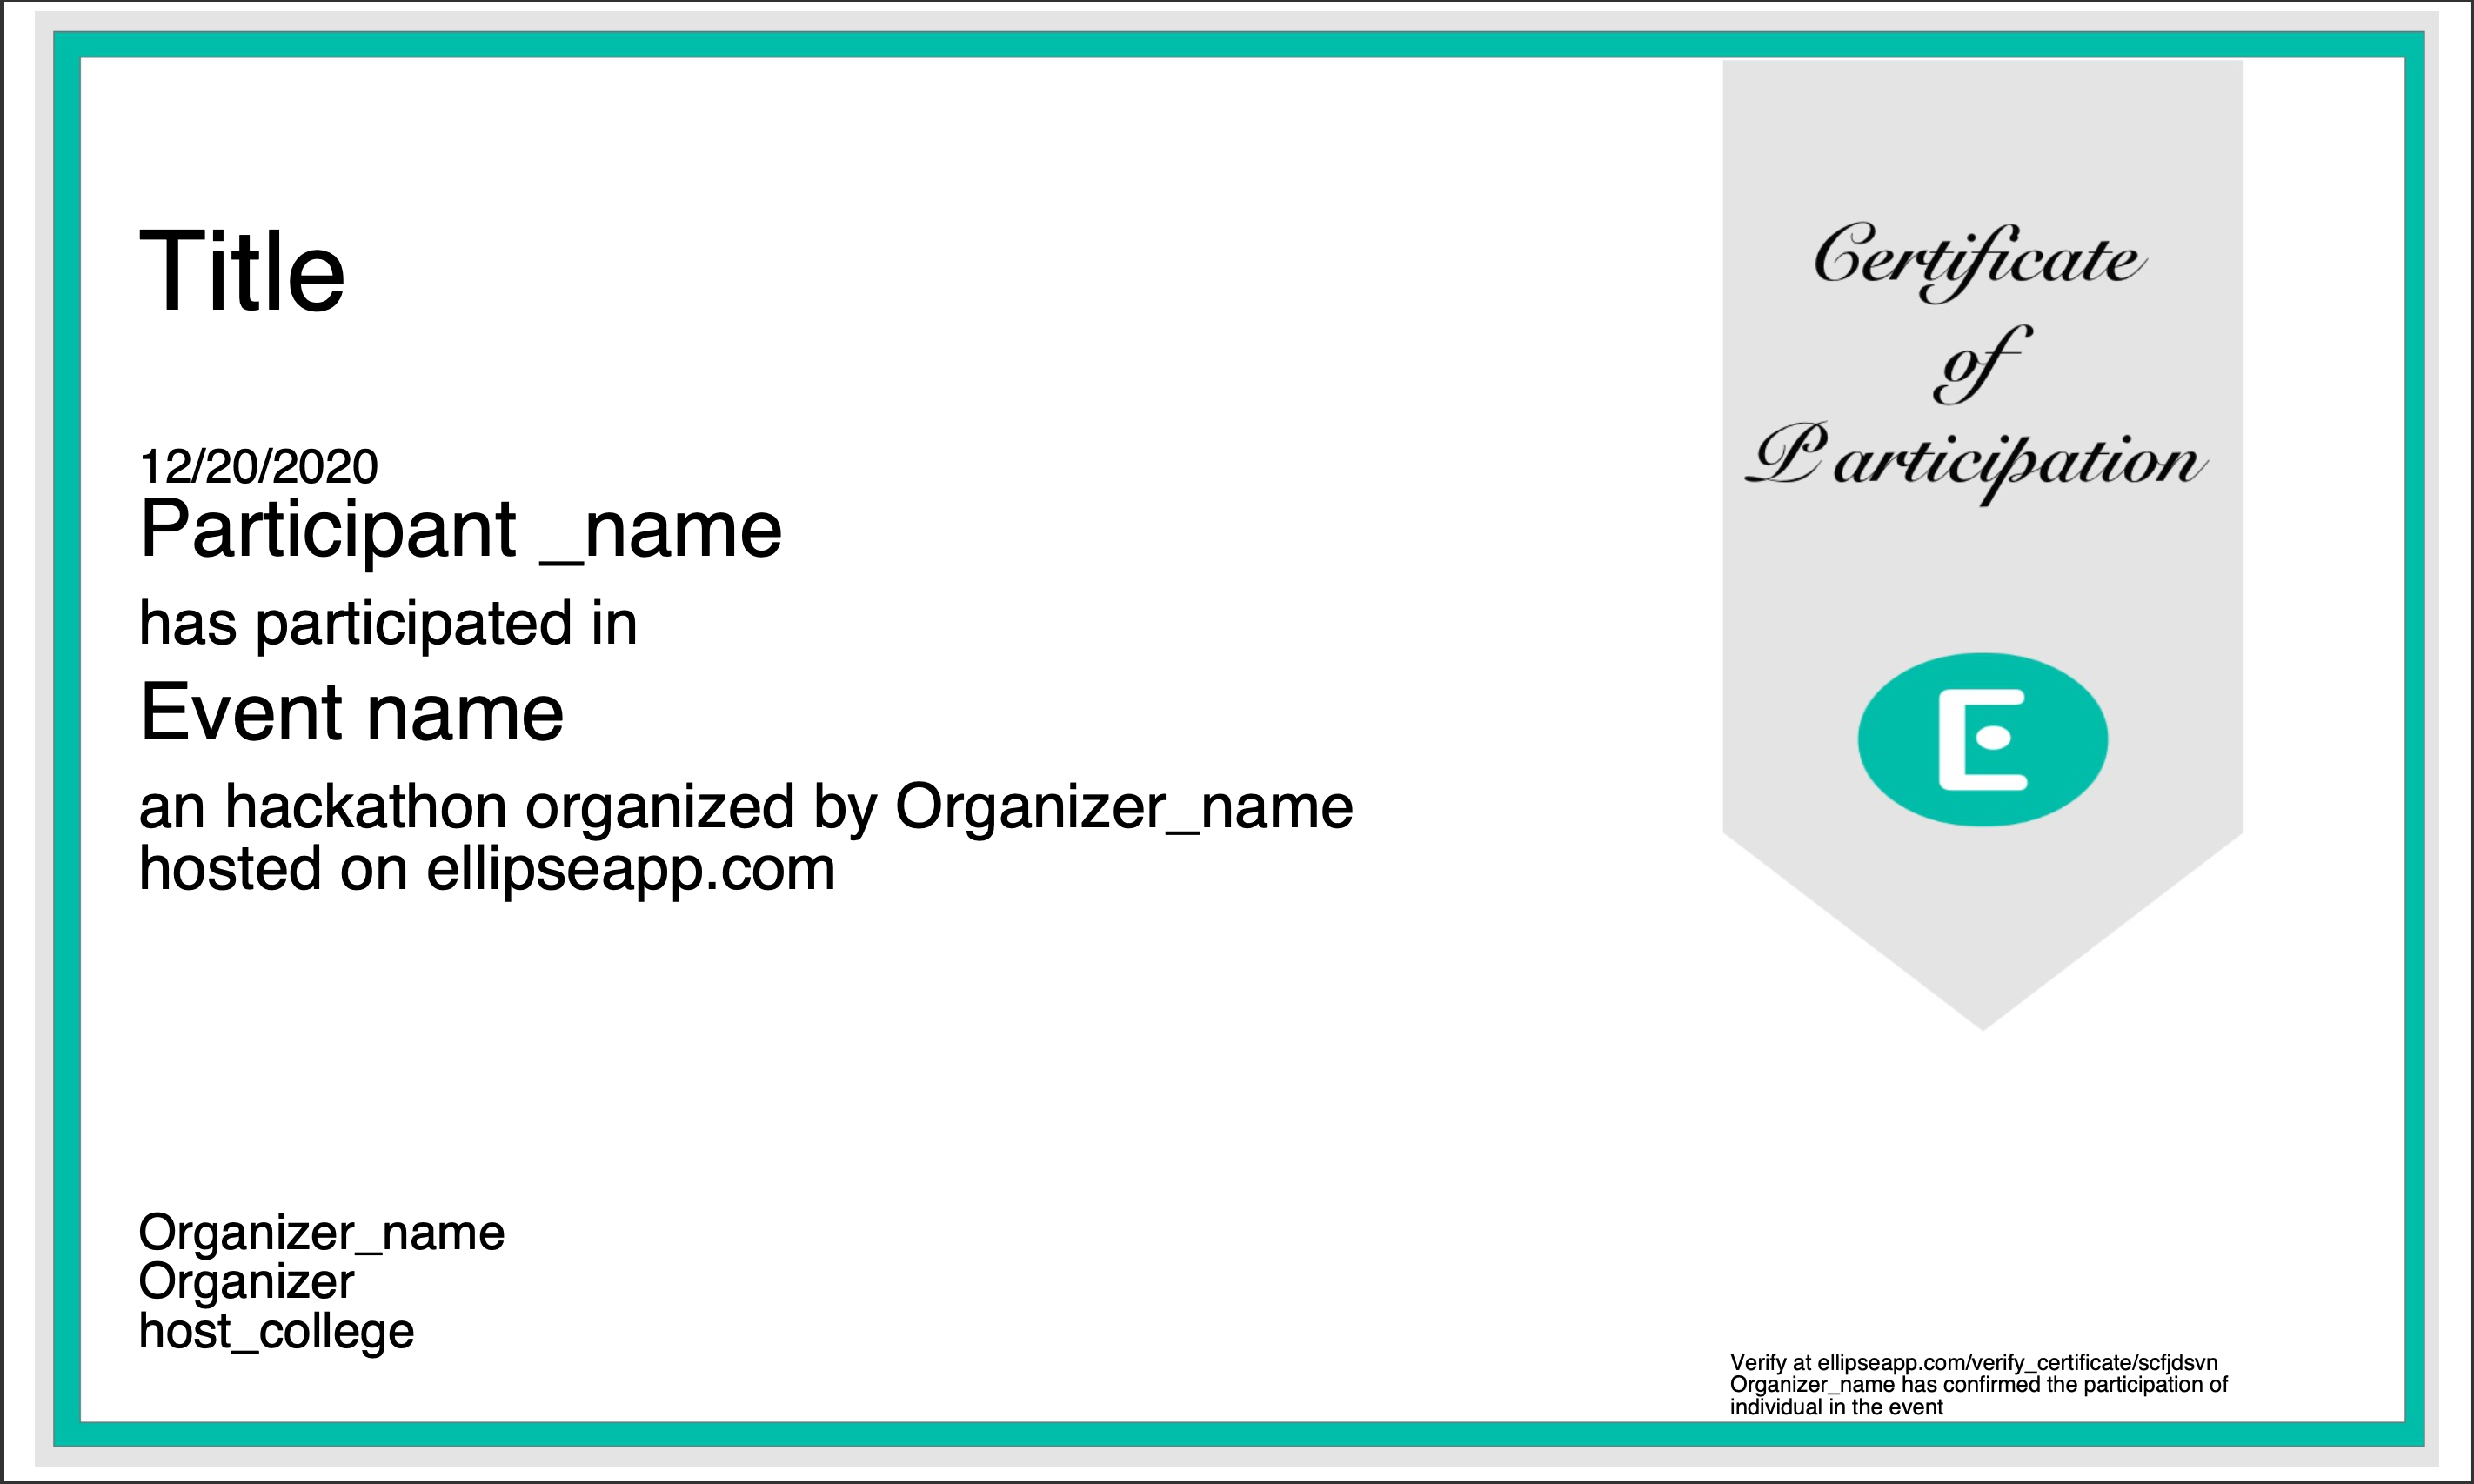 Title
12/20/2020
Participant _name
has participated in
Event name
an hackathon organized by Organizer_name
hosted on ellipseapp.com
Organizer_name
Organizer
host_college
Certificate
of
Participation
E
Verify at ellipseapp.com/verify_certificate/scfjdsvn
Organizer_name has confirmed the participation of
individual in the event